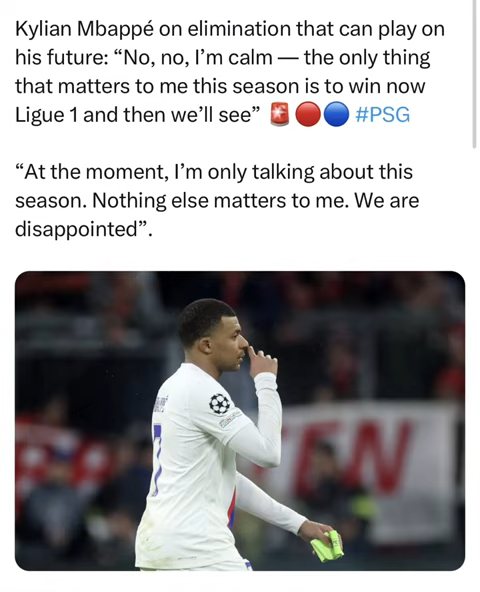 Kylian Mbappé on elimination that can play on
his future: “No, no, I’m calm — the only thing
that matters to me this season is to win now
Ligue 1 and then we’ll see” 🚨🔴🔵 #PSG
“At the moment, I’m only talking about this
season. Nothing else matters to me. We are
disappointed”.
7
EN